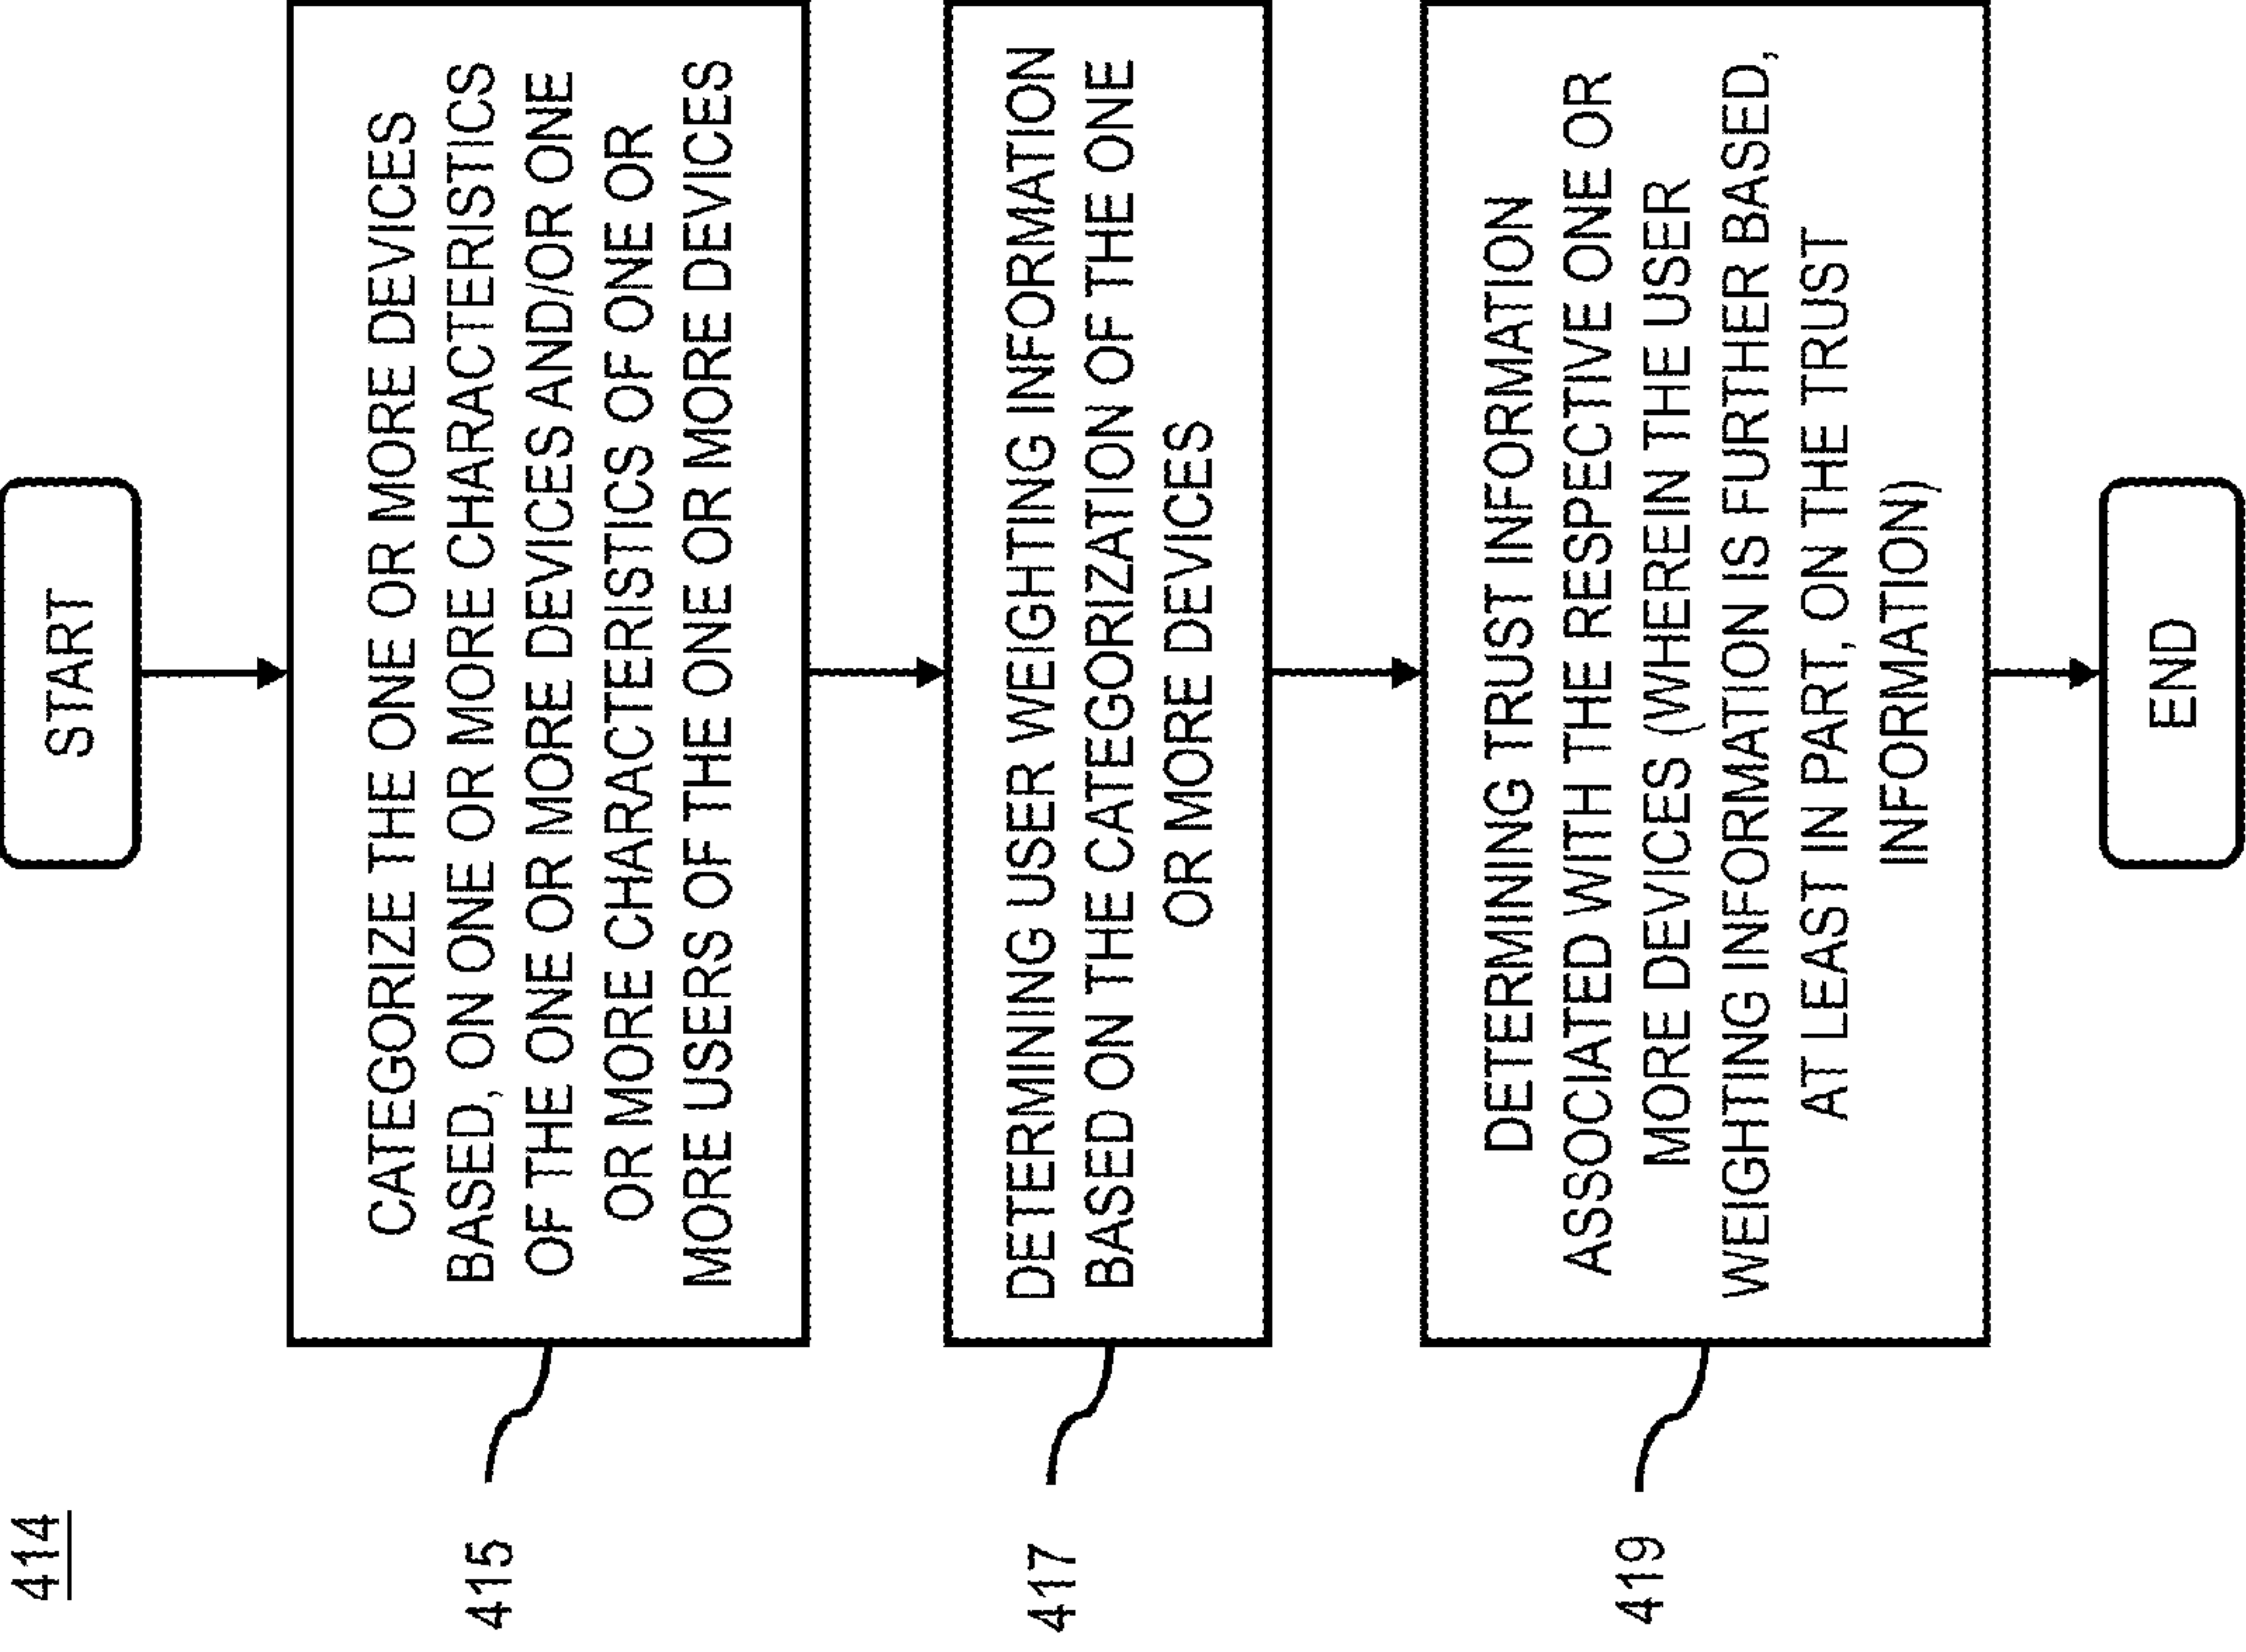 414
START
415
CATEGORIZE THE ONE OR MORE DEVICES
BASED, ON ONE OR MORE CHARACTERISTICS
OF THE ONE OR MORE DEVICES AND/OR ONE
OR MORE CHARACTERISTICS OF ONE OR
MORE USERS OF THE ONE OR MORE DEVICES
417
DETERMINING USER WEIGHTING INFORMATION
BASED ON THE CATEGORIZATION OF THE ONE
OR MORE DEVICES
419
DETERMINING TRUST INFORMATION
ASSOCIATED WITH THE RESPECTIVE ONE OR
MORE DEVICES (WHEREIN THE USER
WEIGHTING INFORMATION IS FURTHER BASED,
AT LEAST IN PART, ON THE TRUST
INFORMATION)
END